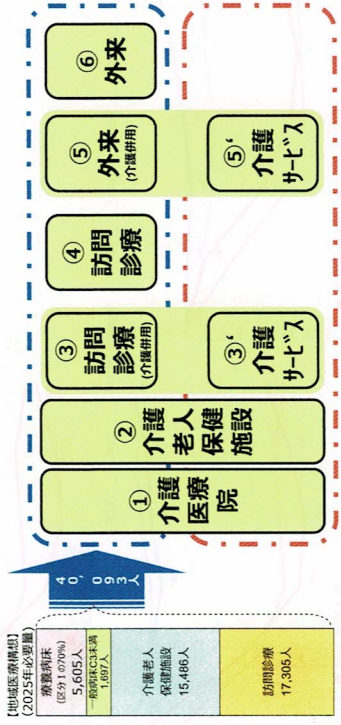 【地域医療構想】
(2025年必要量)
療養病床
(区分Ⅰの70%)
5,605人
一般病床C3未満
1,697人
介護老人
保健施設
15,486人
訪問診療
17,305人
40,093人
①
介護
医療
院
②
介護
老人
保健
施設
③
訪問
診療
(介護併用)
③‘
介護
サービス
④
訪問
診療
⑤
外来
(介護併用)
⑤‘
介護
サービス
⑥
外来